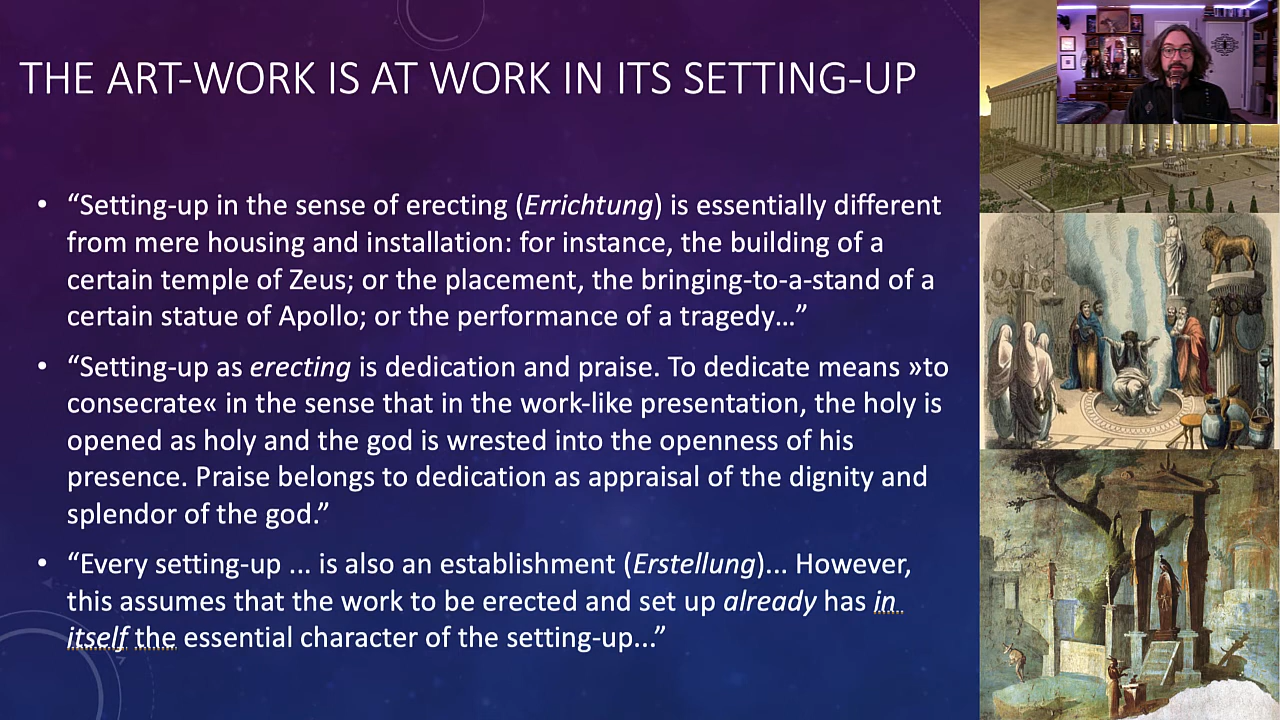 THE ART-WORK IS AT WORK IN ITS SETTING-UP
• “Setting-up in the sense of erecting (Errichtung) is essentially different
from mere housing and installation: for instance, the building of a
certain temple of Zeus; or the placement, the bringing-to-a-stand of a
certain statue of Apollo; or the performance of a tragedy…”
• “Setting-up as erecting is dedication and praise. To dedicate means »to
consecrate« in the sense that in the work-like presentation, the holy is
opened as holy and the god is wrested into the openness of his
presence. Praise belongs to dedication as appraisal of the dignity and
splendor of the god.”
• “Every setting-up ... is also an establishment (Erstellung)... However,
this assumes that the work to be erected and set up already has in
itself the essential character of the setting-up...”